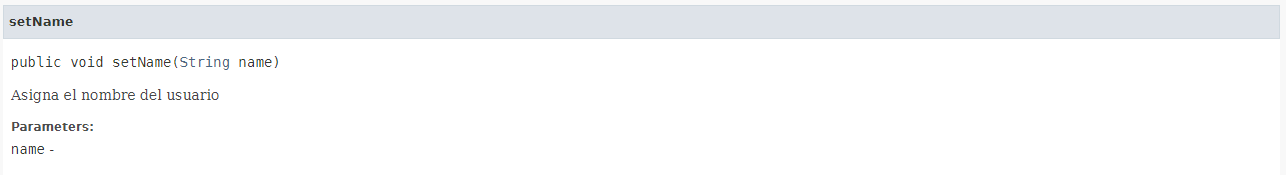 setName
public void setName(String name)
Asigna el nombre del usuario
Parameters:
name -